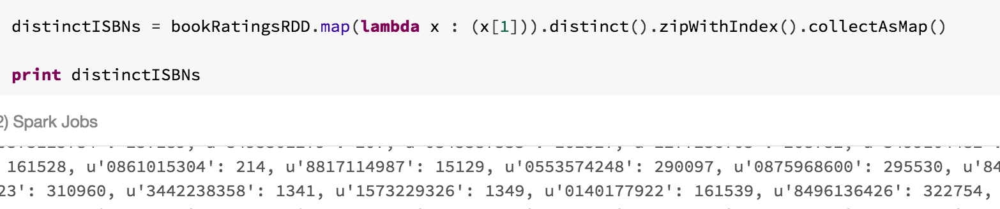 distinctISBNs = bookRatingsRDD.map(lambda x : (x[1])).distinct().zipWithIndex().collectAsMap()
print distinctISBNs
2) Spark Jobs
161528, u'0861015304': 214, u'8817114987': 15129, u'0553574248': 290097, u'0875968600': 295530, u'84
23': 310960, u'3442238358': 1341, u'1573229326': 1349, u'0140177922': 161539, u'8496136426': 322754,